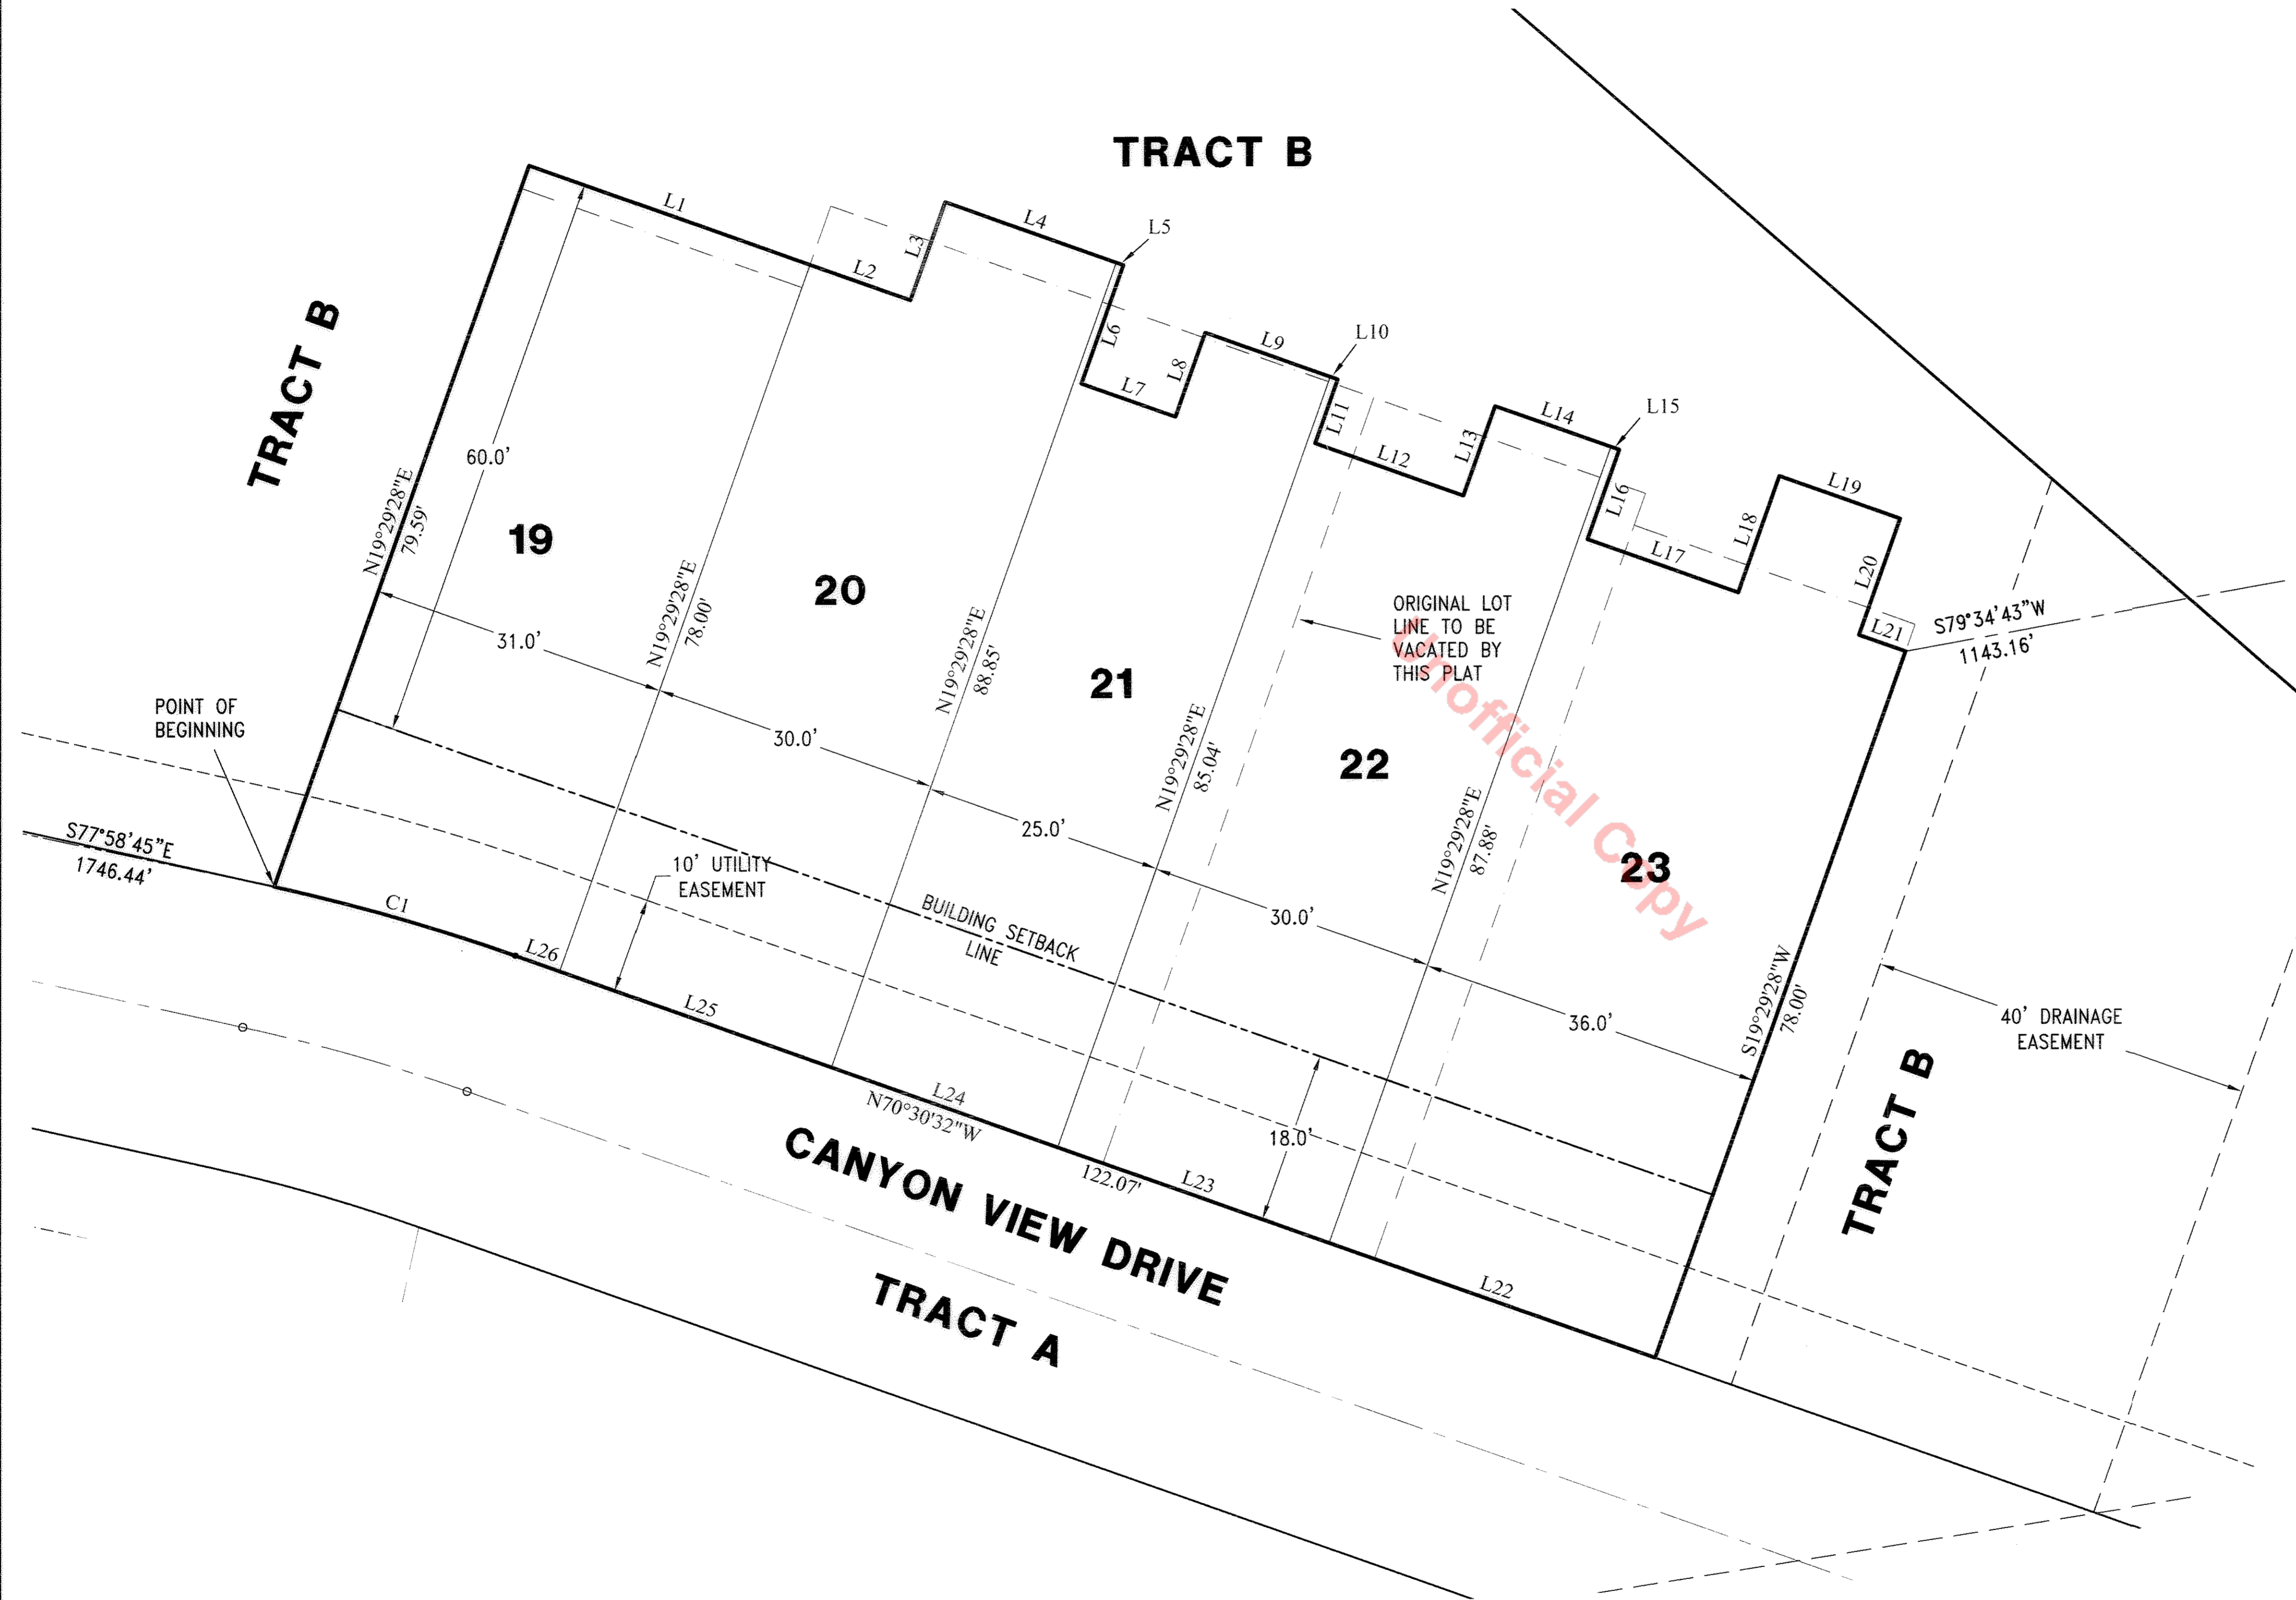 TRACT B
L1
L4
L5
L3
L2
L6
L9
L10
L7
L8
L11
L14
L15
L12
L13
L16
L19
L17
L18
L20
L21
S79°34'43"W
1143.16'
TRACT B
60.0'
N19°29'28"E
79.59'
19
20
21
22
23
31.0'
N19°29'28"E
78.00'
30.0'
N19°29'28"E
88.85'
25.0'
N19°29'28"E
85.04'
30.0'
N19°29'28"E
87.88'
36.0'
S19°29'28"W
78.00'
ORIGINAL LOT
LINE TO BE
VACATED BY
THIS PLAT
Unofficial Copy
POINT OF
BEGINNING
S77°58'45"E
1746.44'
C1
L26
10' UTILITY
EASEMENT
BUILDING SETBACK
LINE
L25
L24
N70°30'32"W
122.07'
L23
18.0'
L22
40' DRAINAGE
EASEMENT
TRACT B
CANYON VIEW DRIVE
TRACT A